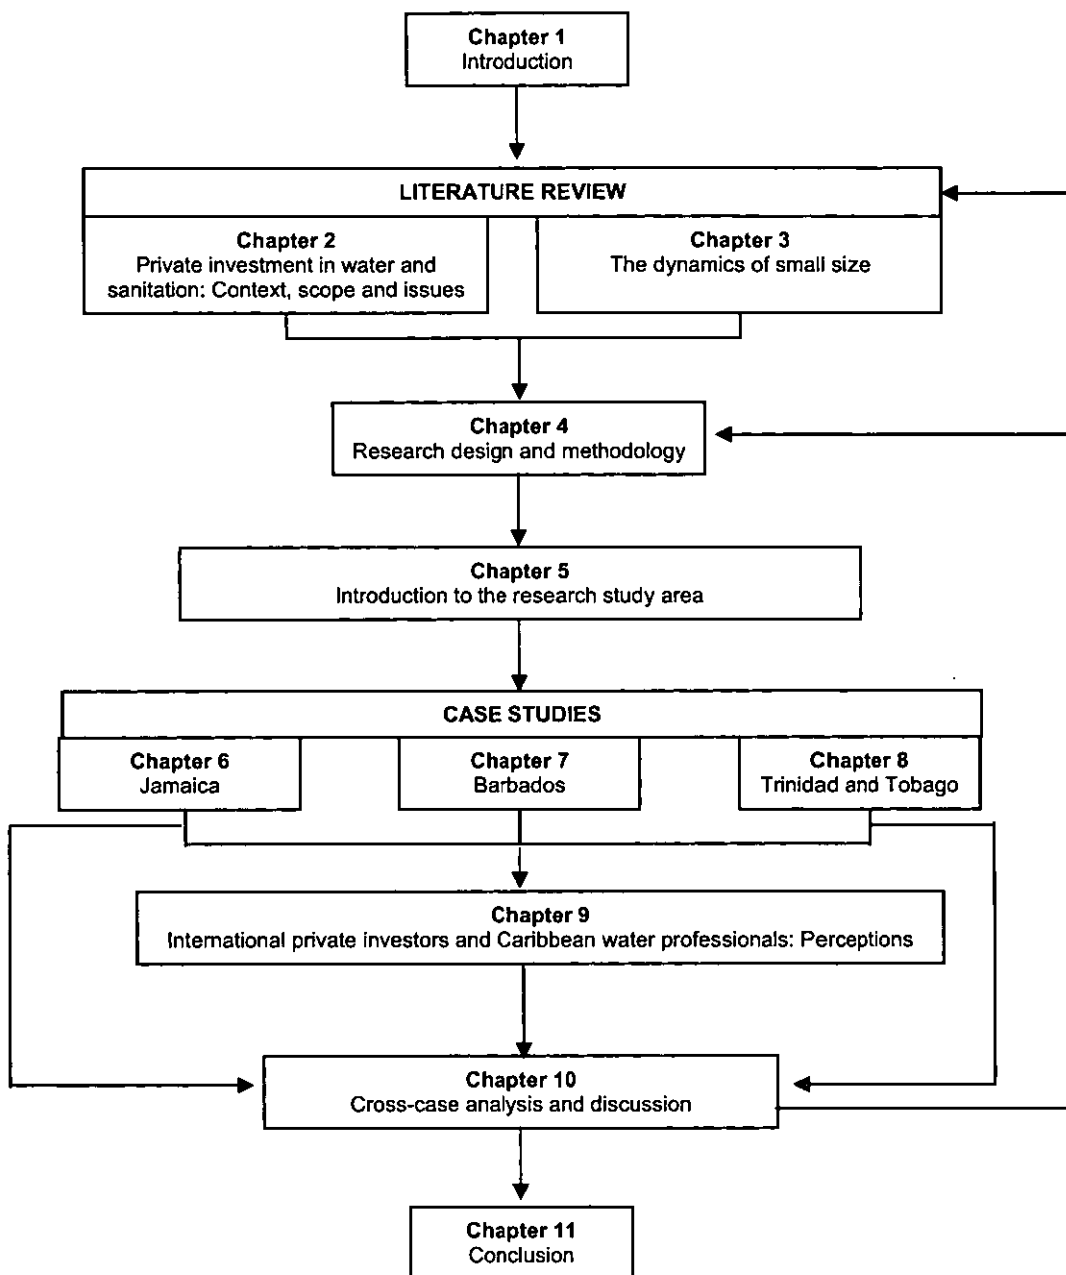 Chapter 1
Introduction
LITERATURE REVIEW
Chapter 2
Private investment in water and
sanitation: Context, scope and issues
Chapter 3
The dynamics of small size
Chapter 4
Research design and methodology
Chapter 5
Introduction to the research study area
CASE STUDIES
Chapter 6
Jamaica
Chapter 7
Barbados
Chapter 8
Trinidad and Tobago
Chapter 9
International private investors and Caribbean water professionals: Perceptions
Chapter 10
Cross-case analysis and discussion
Chapter 11
Conclusion